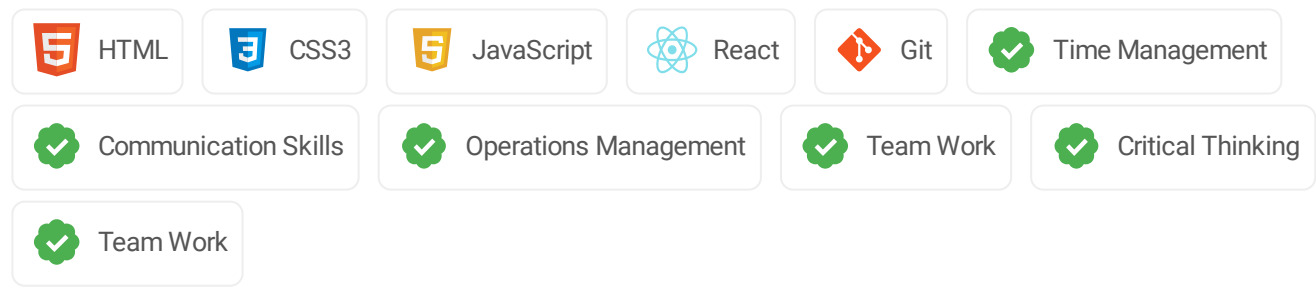 HTML CSS3 JavaScript React Git Time Management
Communication Skills Operations Management Team Work Critical Thinking
Team Work